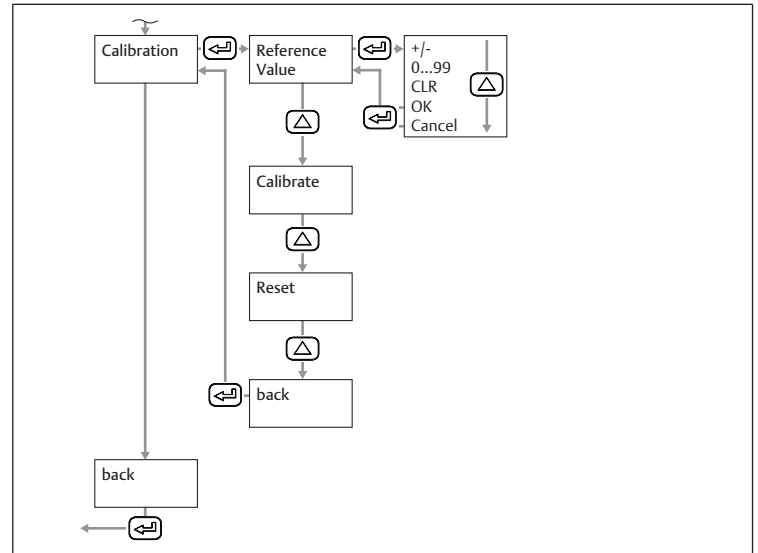 Calibration
Reference
Value
+/-
0...99
CLR
OK
Cancel
Calibrate
Reset
back
back